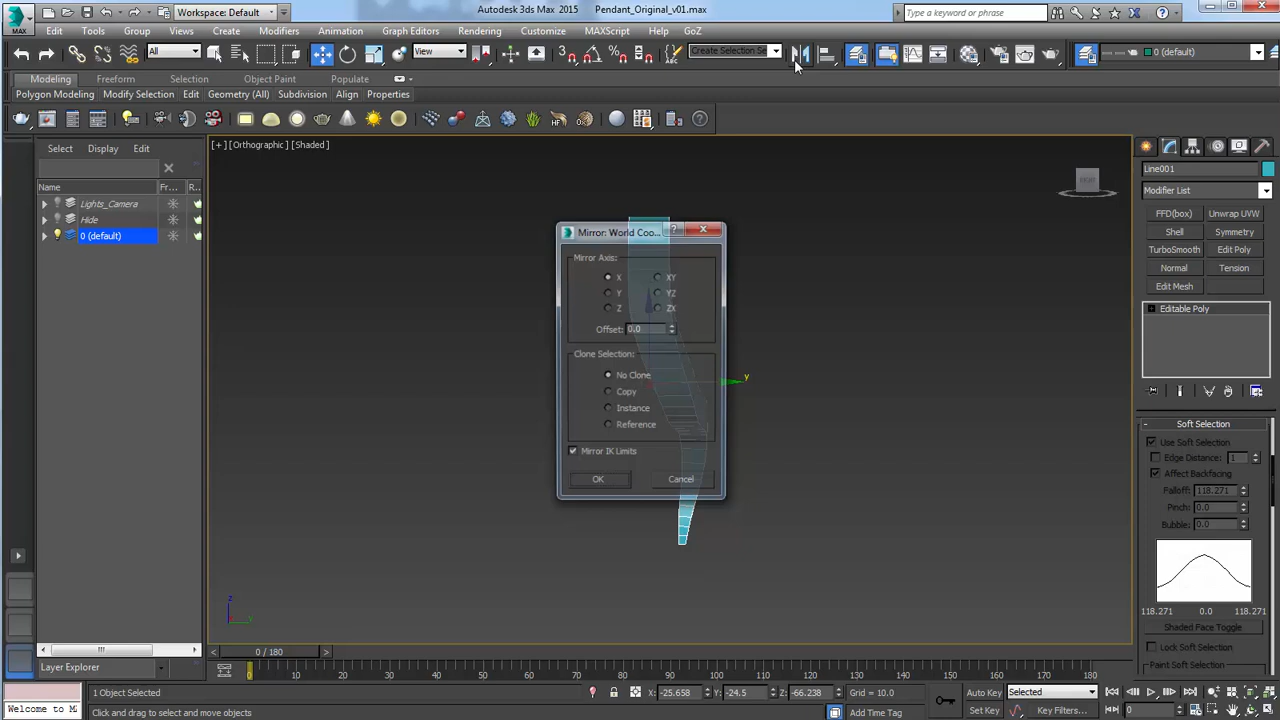 Workspace: Default
Autodesk 3ds Max 2015 Pendant_Original_v01.max
Type a keyword or phrase
MAX
Edit Tools Group Views Create Modifiers Animation Graph Editors Rendering Customize MAXScript Help GoZ
All View Create Selection Se 0 (default)
Modeling Freeform Selection Object Paint Populate
Polygon Modeling Modify Selection Edit Geometry (All) Subdivision Align Properties
HF
Select Display Edit
[+] [Orthographic] [Shaded]
Name Fr... R...
Lights_Camera
Hide
0 (default)
Line001
Modifier List
FFD(box) Unwrap UVW
Shell Symmetry
TurboSmooth Edit Poly
Normal Tension
Edit Mesh
Editable Poly
Mirror: World Coo...
Mirror Axis:
X XY
Y YZ
Z ZX
Offset: 0.0
Clone Selection:
No Clone
Copy
Instance
Reference
Mirror IK Limits
OK Cancel
y
Soft Selection
Use Soft Selection
Edge Distance: 1
Affect Backfacing
Falloff: 118.271
Pinch: 0.0
Bubble: 0.0
118.271 0.0 118.271
Shaded Face Toggle
Lock Soft Selection
Paint Soft Selection
z
y
0 / 180
Layer Explorer
0 10 20 30 40 50 60 70 80 90 100 110 120 130 140 150 160 170 180
1 Object Selected X: -25.658 Y: -24.5 Z: -66.238 Grid = 10.0 Auto Key Selected
Welcome to M Click and drag to select and move objects Add Time Tag Set Key Key Filters... 0